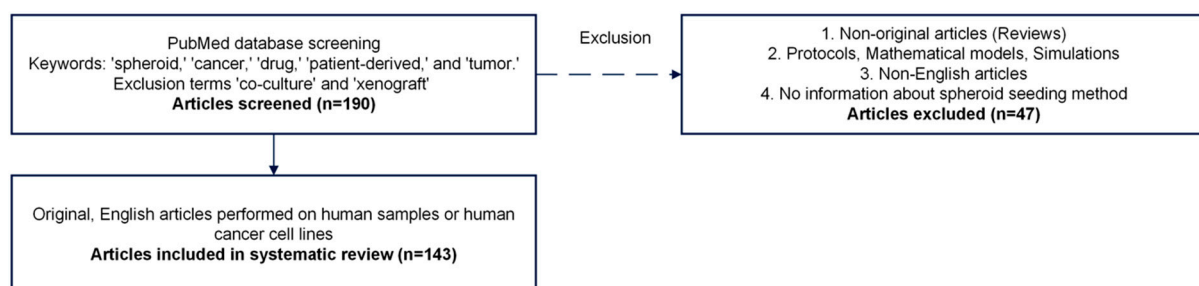 PubMed database screening
Keywords: 'spheroid,' 'cancer,' 'drug,' 'patient-derived,' and 'tumor.'
Exclusion terms 'co-culture' and 'xenograft'
Articles screened (n=190)
Exclusion
1. Non-original articles (Reviews)
2. Protocols, Mathematical models, Simulations
3. Non-English articles
4. No information about spheroid seeding method
Articles excluded (n=47)
Original, English articles performed on human samples or human
cancer cell lines
Articles included in systematic review (n=143)